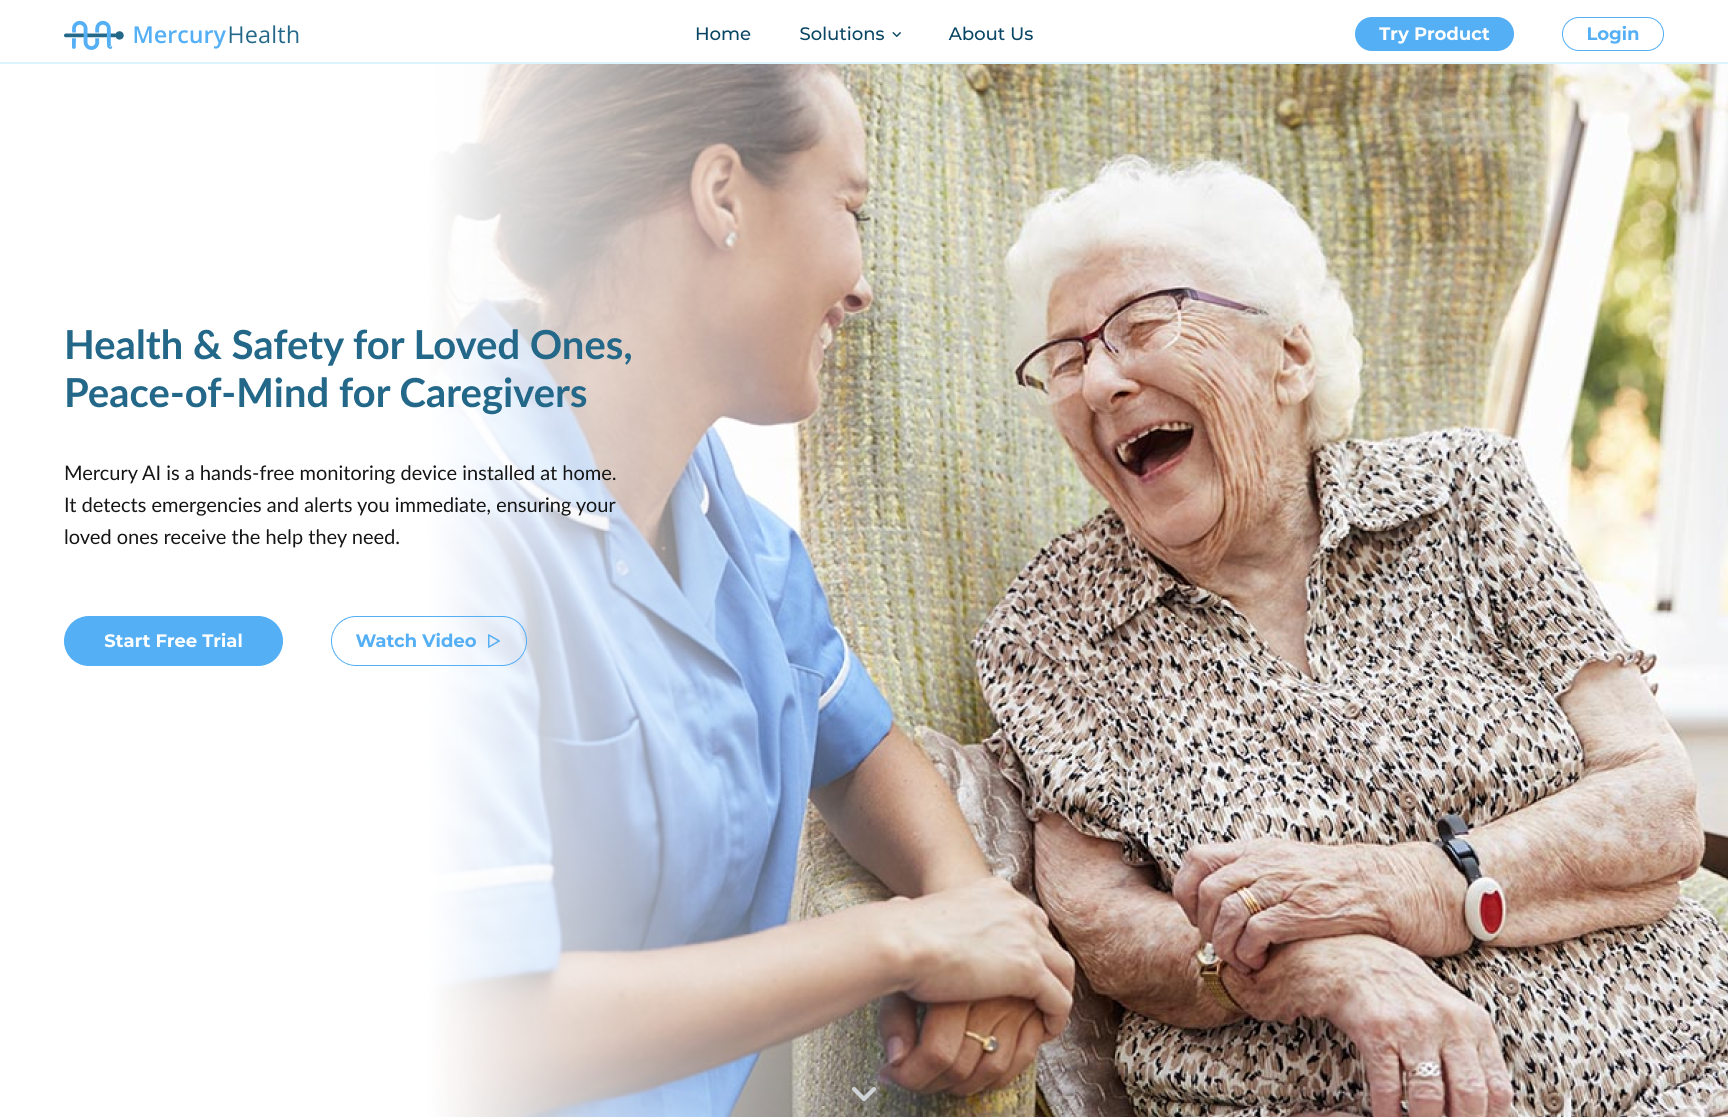 MercuryHealth
Home
Solutions
About Us
Try Product
Login
Health & Safety for Loved Ones,
Peace-of-Mind for Caregivers
Mercury AI is a hands-free monitoring device installed at home.
It detects emergencies and alerts you immediate, ensuring your
loved ones receive the help they need.
Start Free Trial
Watch Video